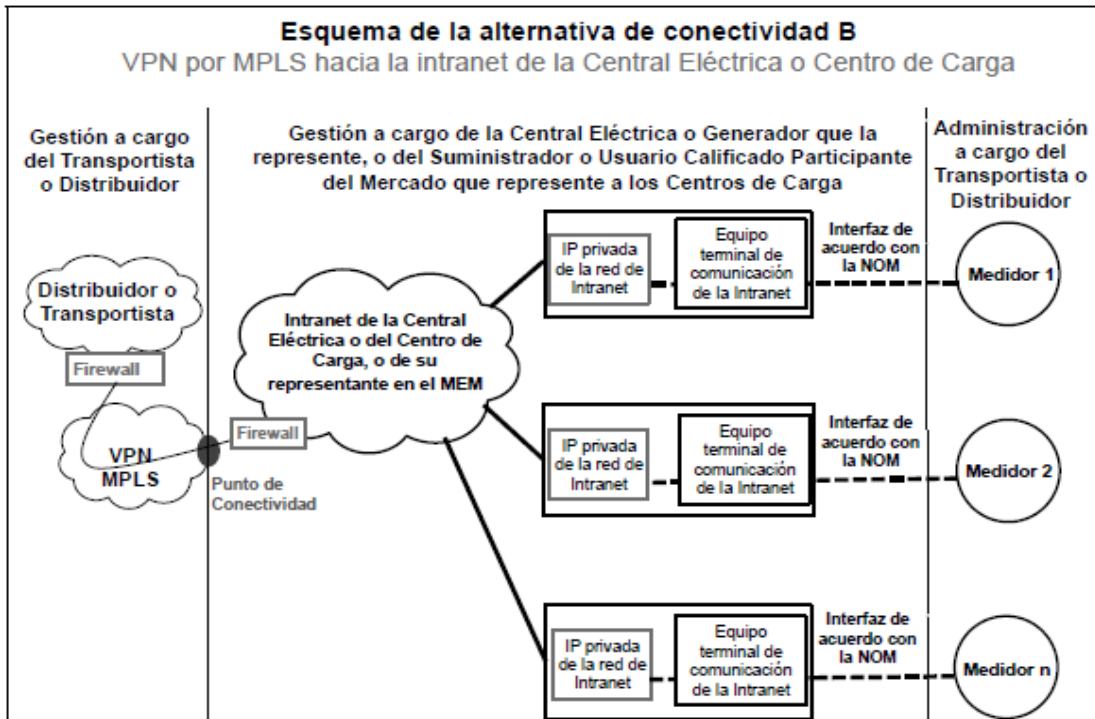 Esquema de la alternativa de conectividad B
VPN por MPLS hacia la intranet de la Central Eléctrica o Centro de Carga
Gestión a cargo
del Transportista
o Distribuidor
Gestión a cargo de la Central Eléctrica o Generador que la
represente, o del Suministrador o Usuario Calificado Participante
del Mercado que represente a los Centros de Carga
Administración
a cargo del
Transportista o
Distribuidor
Distribuidor o
Transportista
Firewall
VPN
MPLS
Punto de
Conectividad
Firewall
Intranet de la Central
Eléctrica o del Centro de
Carga, o de su
representante en el MEM
IP privada
de la red de
Intranet
Equipo
terminal de
comunicación
de la Intranet
Interfaz de
acuerdo con
la NOM
Medidor 1
IP privada
de la red de
Intranet
Equipo
terminal de
comunicación
de la Intranet
Interfaz de
acuerdo con
la NOM
Medidor 2
IP privada
de la red de
Intranet
Equipo
terminal de
comunicación
de la Intranet
Interfaz de
acuerdo con
la NOM
Medidor n